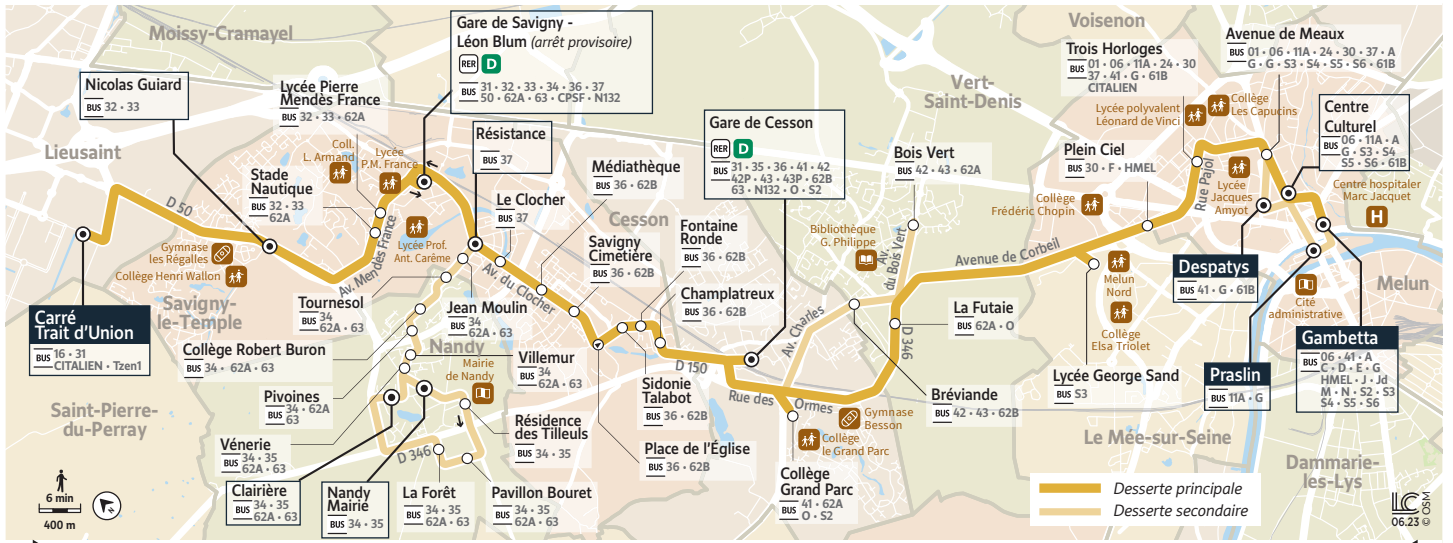 Moissy-Cramayel
Lieusaint
Nicolas Guiard
BUS 32 • 33
Lycée Pierre
Mendès France
BUS 32 • 33 • 62A
Gare de Savigny -
Léon Blum (arrêt provisoire)
RER D
BUS 31 • 32 • 33 • 34 • 36 • 37
50 • 62A • 63 • CPSF • N132
Coll.
L. Armand
Lycée
P.M. France
Stade
Nautique
BUS 32 • 33
62A
D 50
Gymnase
les Régalles
Collège Henri Wallon
Av. Men des France
Lycée Prof.
Ant. Carême
Savigny-
le-Temple
Résistance
BUS 37
Le Clocher
BUS 37
Médiathèque
BUS 36 • 62B
Cesson
Av. du Clocher
Savigny
Cimetière
BUS 36 • 62B
Fontaine
Ronde
BUS 36 • 62B
Champlatreux
BUS 36 • 62B
Gare de Cesson
RER D
BUS 31 • 35 • 36 • 41 • 42
42P • 43 • 43P • 62B
63 • N132 • O • S2
Vert-
Saint-Denis
Bois Vert
BUS 42 • 43 • 62A
Bibliothèque
G. Philippe
Av.
du Bois Vert
Av. Charles
Voisenon
Trois Horloges
BUS 01 • 06 • 11A • 24 • 30
37 • 41 • G • 61B
CITALIEN
Avenue de Meaux
BUS 01 • 06 • 11A • 24 • 30 • 37 • A
G • G • S3 • S4 • S5 • S6 • 61B
Lycée polyvalent
Léonard de Vinci
Collège
Les Capucins
Centre
Culturel
BUS 06 • 11A • A
G • S3 • S4
S5 • S6 • 61B
Plein Ciel
BUS 30 • F • HMEL
Rue Pajol
Lycée
Jacques
Amyot
Centre hospitaler
Marc Jacquet
H
Collège
Frédéric Chopin
Avenue de Corbeil
Melun
Nord
Collège
Elsa Triolet
Despatys
BUS 41 • G • 61B
Cité
administrative
Melun
Carré
Trait d'Union
BUS 16 • 31
CITALIEN • Tzen1
Tournesol
BUS 34
62A • 63
Jean Moulin
BUS 34
62A • 63
Collège Robert Buron
BUS 34 • 62A • 63
Nandy
Mairie
de Nandy
Villemur
BUS 34
62A • 63
Pivoines
BUS 34 • 62A
63
Saint-Pierre-
du-Perray
Vénerie
BUS 34 • 35
62A • 63
D 346
Résidence
des Tilleuls
BUS 34 • 35
Clairière
BUS 34 • 35
62A • 63
Nandy
Mairie
BUS 34 • 35
La Forêt
BUS 34 • 35
62A • 63
Pavillon Bouret
BUS 34 • 35
62A • 63
Sidonie
Talabot
BUS 36 • 62B
Place de l'Église
BUS 36 • 62B
D 150
Rue des Ormes
Gymnase
Besson
Collège
le Grand Parc
Collège
Grand Parc
BUS 41 • 62A
O • S2
D 346
La Futaie
BUS 62A • O
Bréviande
BUS 42 • 43 • 62B
Lycée George Sand
BUS S3
Praslin
BUS 11A • G
Gambetta
BUS 06 • 41 • A
C • D • E • G
HMEL • J • Jd
M • N • S2 • S3
S4 • S5 • S6
Le Mée-sur-Seine
Dammarie-
les-Lys
6 min
400 m
Desserte principale
Desserte secondaire
LC
06.23 © OSM